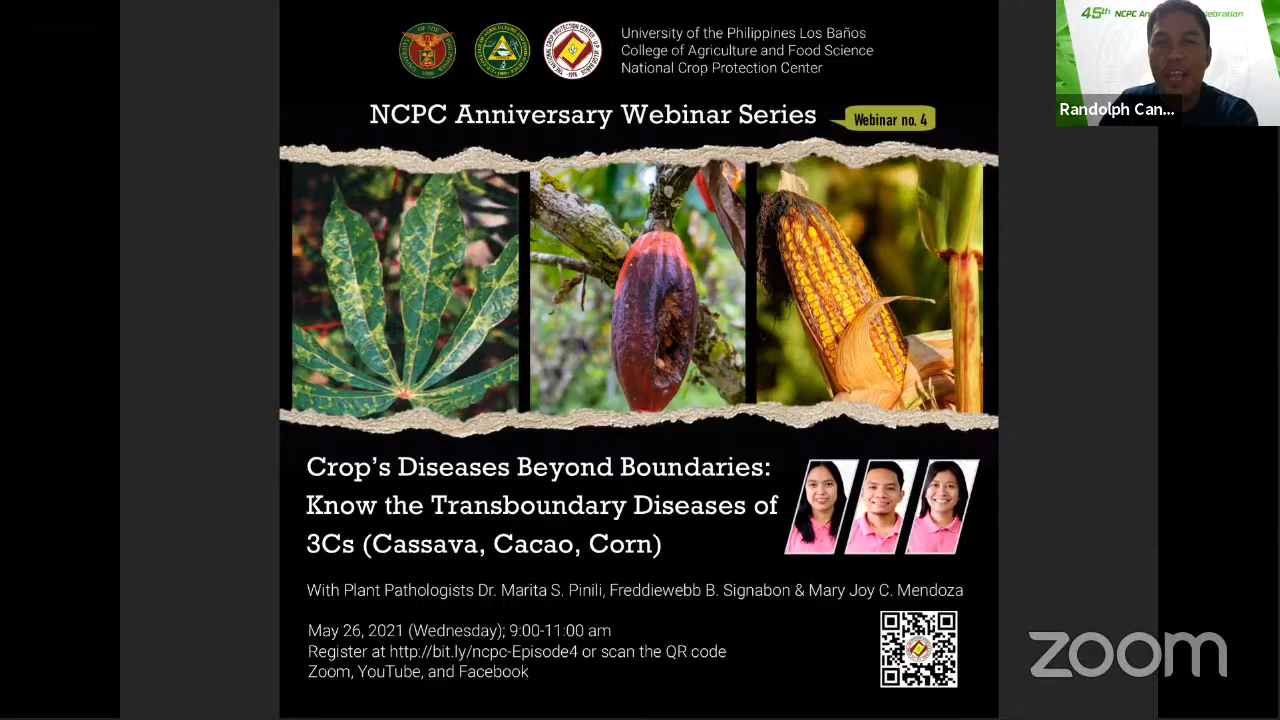 University of the Philippines Los Baños
College of Agriculture and Food Science
National Crop Protection Center
45th NCPC An
ebration
Randolph Can...
NCPC Anniversary Webinar Series
Webinar no. 4
Crop's Diseases Beyond Boundaries:
Know the Transboundary Diseases of
3Cs (Cassava, Cacao, Corn)
With Plant Pathologists Dr. Marita S. Pinili, Freddiewebb B. Signabon & Mary Joy C. Mendoza
May 26, 2021 (Wednesday); 9:00-11:00 am
Register at http://bit.ly/ncpc-Episode4 or scan the QR code
Zoom, YouTube, and Facebook
zoom